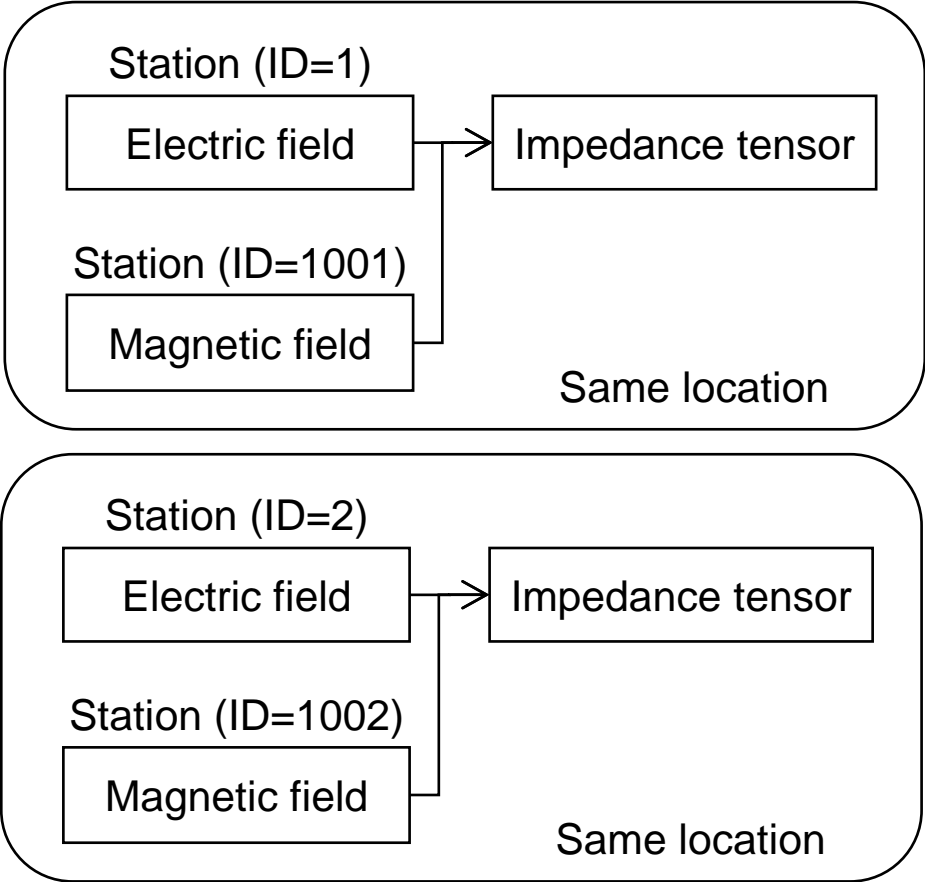 Station (ID=1)
Electric field
Impedance tensor
Station (ID=1001)
Magnetic field
Same location
Station (ID=2)
Electric field
Impedance tensor
Station (ID=1002)
Magnetic field
Same location